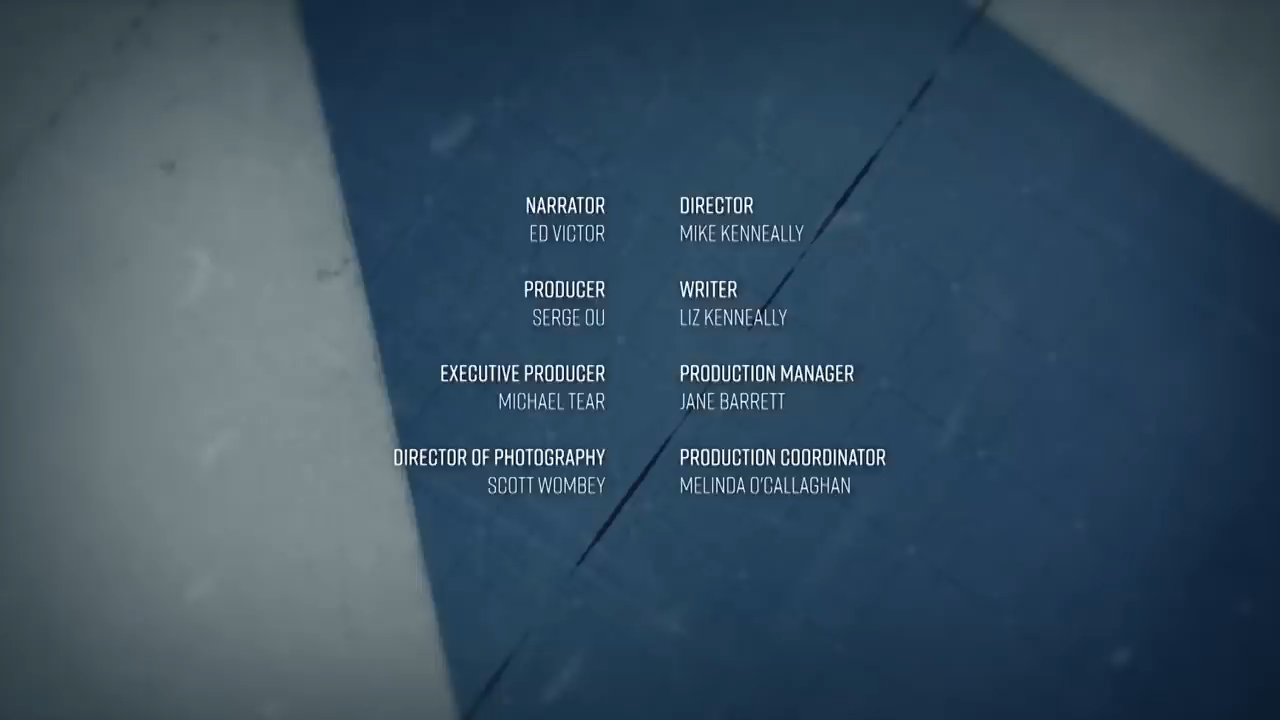 NARRATOR
ED VICTOR
PRODUCER
SERGE OU
EXECUTIVE PRODUCER
MICHAEL TEAR
DIRECTOR OF PHOTOGRAPHY
SCOTT WOMBEY
DIRECTOR
MIKE KENNEALLY
WRITER
LIZ KENNEALLY
PRODUCTION MANAGER
JANE BARRETT
PRODUCTION COORDINATOR
MELINDA O'CALLAGHAN